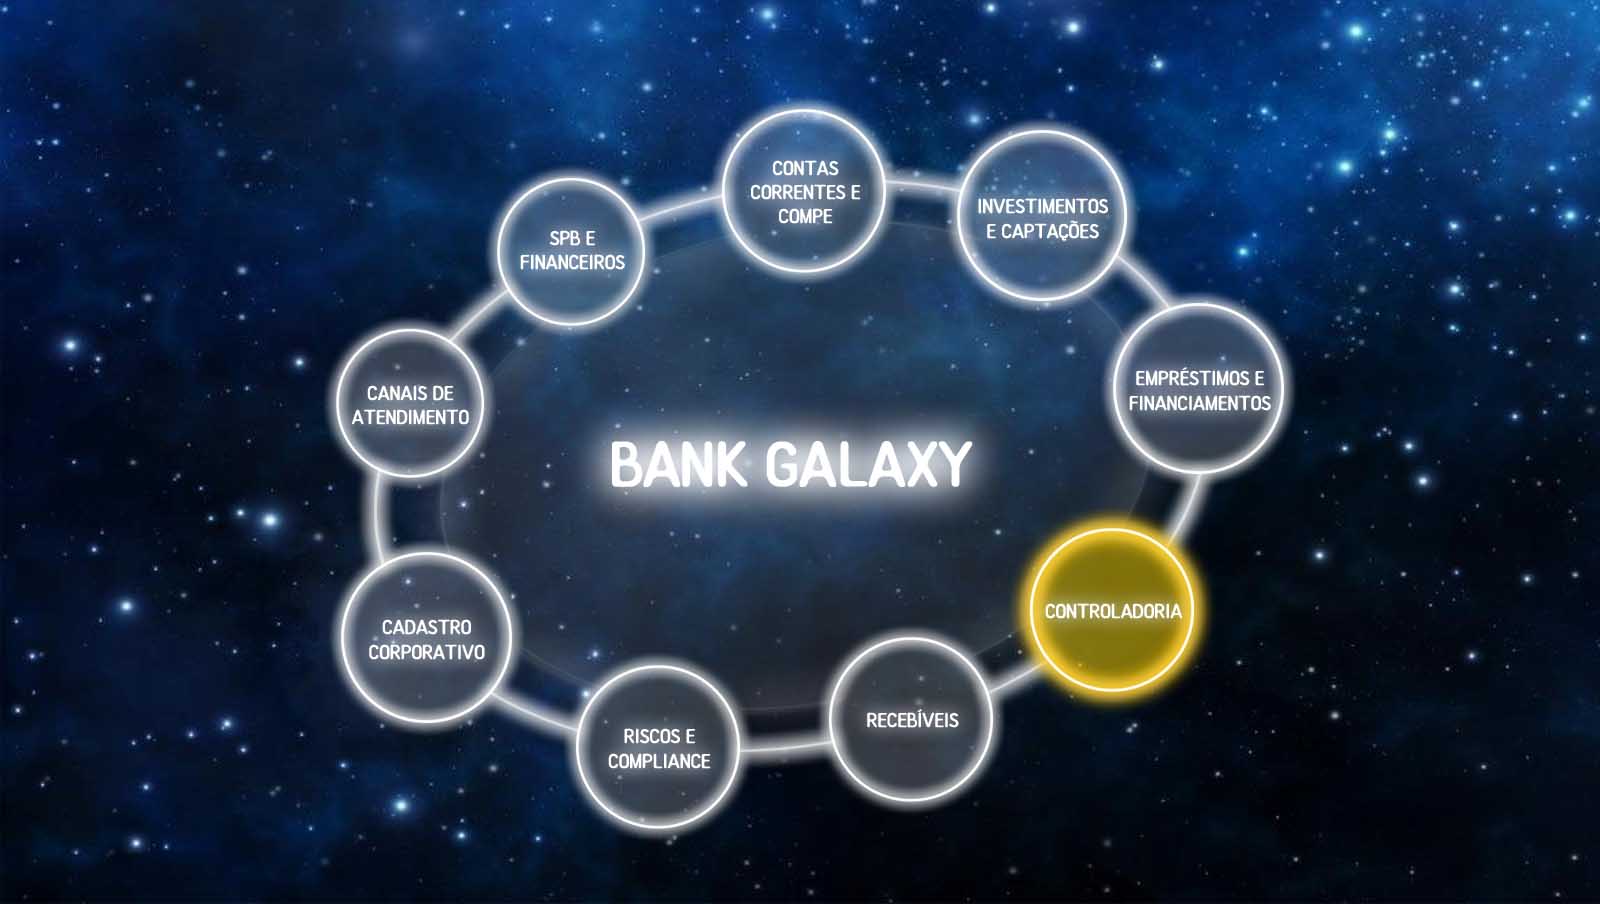 CONTAS
CORRENTES E
COMPE
INVESTIMENTOS
E CAPTAÇÕES
SPB E
FINANCEIROS
EMPRÉSTIMOS E
FINANCIAMENTOS
CANAIS DE
ATENDIMENTO
BANK GALAXY
CONTROLADORIA
CADASTRO
CORPORATIVO
RECEBÍVEIS
RISCOS E
COMPLIANCE